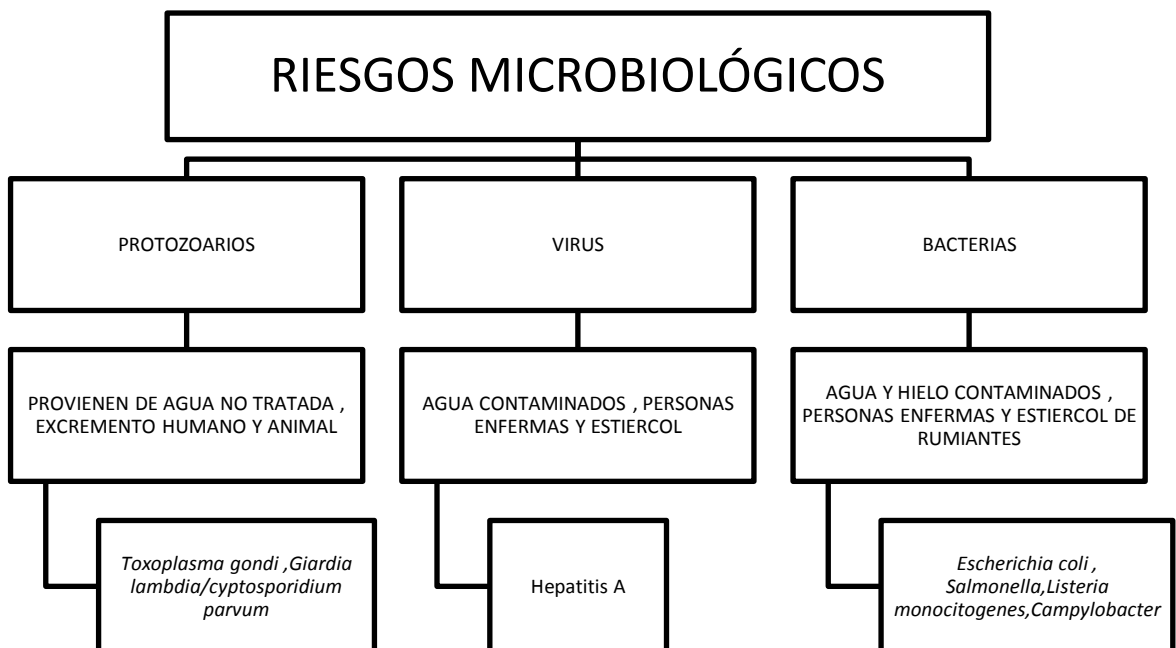 RIESGOS MICROBIOLÓGICOS
PROTOZOARIOS
VIRUS
BACTERIAS
PROVIENEN DE AGUA NO TRATADA ,
EXCREMENTO HUMANO Y ANIMAL
AGUA CONTAMINADOS , PERSONAS
ENFERMAS Y ESTIERCOL
AGUA Y HIELO CONTAMINADOS ,
PERSONAS ENFERMAS Y ESTIERCOL DE
RUMIANTES
Toxoplasma gondi ,Giardia
lambdia/cyptosporidium
parvum
Hepatitis A
Escherichia coli ,
Salmonella,Listeria
monocitogenes,Campylobacter